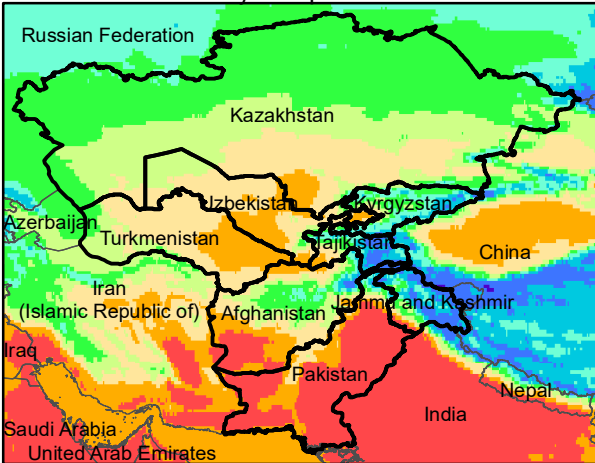 Russian Federation
Kazakhstan
Izbekistan
Kyrgyzstan
Azerbaijan
Turkmenistan
Tajikistan
China
Iran
(Islamic Republic of)
Afghanistan
Jammu and Kashmir
Iraq
Pakistan
Nepal
India
Saudi Arabia
United Arab Emirates